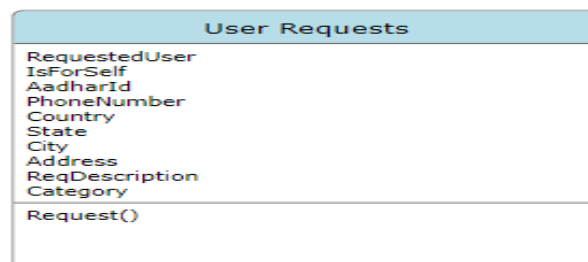 User Requests
RequestedUser
IsForSelf
AadharId
PhoneNumber
Country
State
City
Address
ReqDescription
Category
Request()